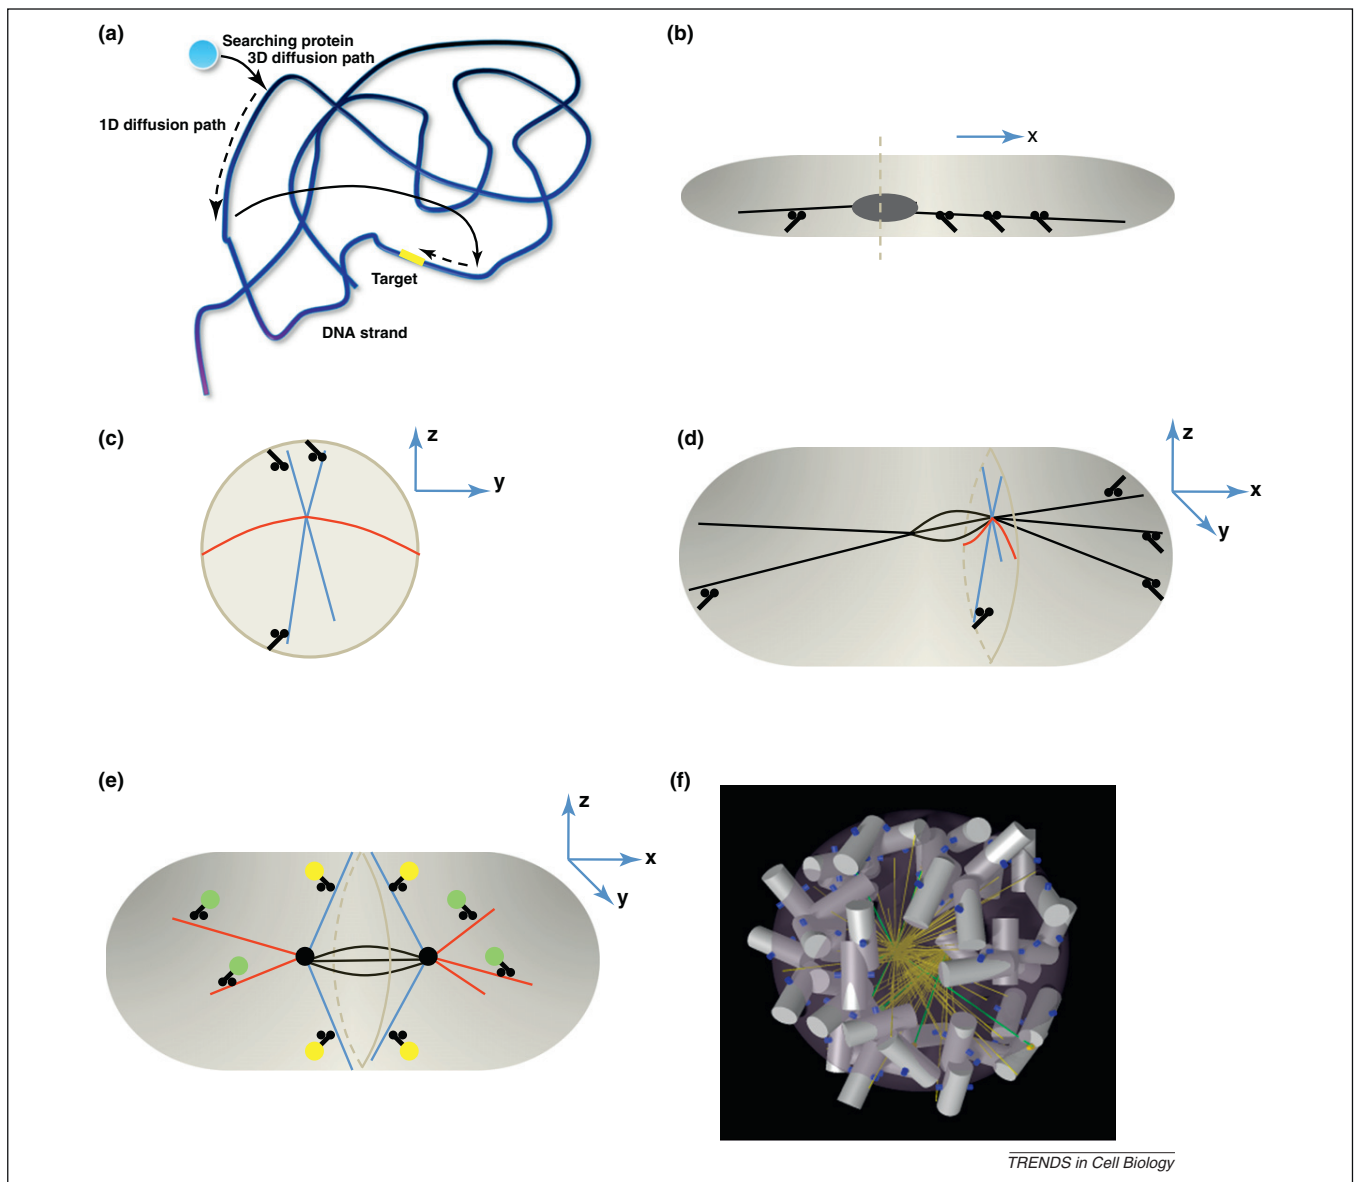 (a)
Searching protein
3D diffusion path
1D diffusion path
Target
DNA strand
(b)
x
(c)
z
y
(d)
z
x
y
(e)
z
x
y
(f)
TRENDS in Cell Biology